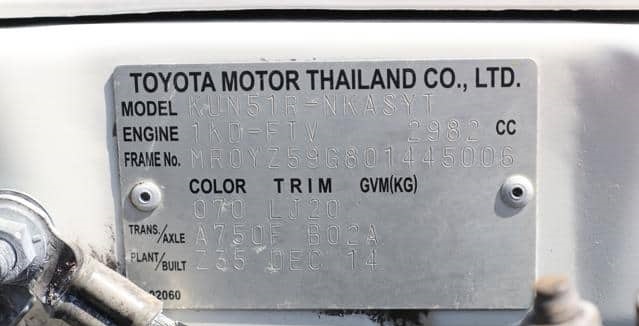 TOYOTA MOTOR THAILAND CO., LTD.
MODEL KUN51R-NKASYT
ENGINE 1KD-FTV 2982 CC
FRAME No. MR0YZ59G801445006
COLOR TRIM GVM(KG)
070 LJ20
TRANS./AXLE A750F B02A
PLANT/BUILT Z35 DEC 14
02060